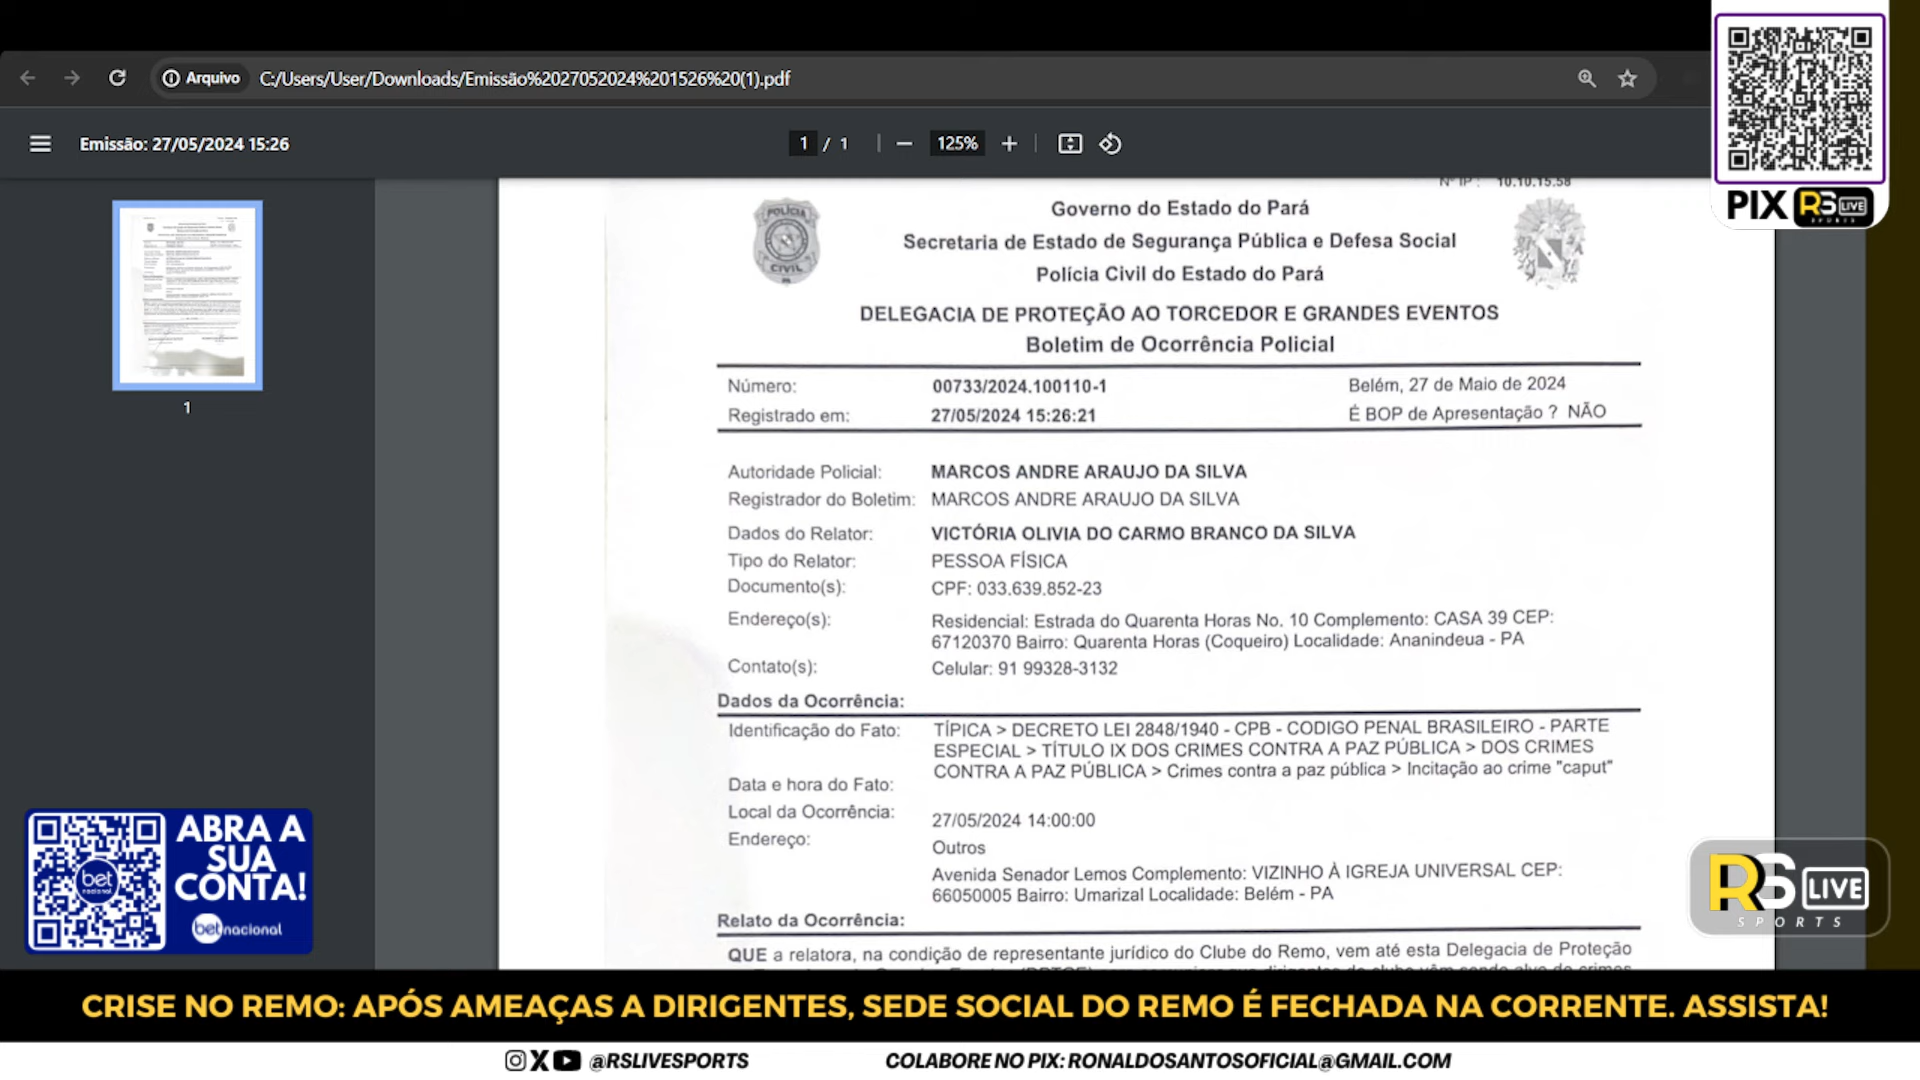 Arquivo
C:/Users/User/Downloads/Emissão%2027052024%201526%20(1).pdf
Emissão: 27/05/2024 15:26
1 / 1
125%
1
PIX RS LIVE
SPORTS
Nº IP : 10.10.15.58
POLÍCIA
CIVIL
Governo do Estado do Pará
Secretaria de Estado de Segurança Pública e Defesa Social
Polícia Civil do Estado do Pará
DELEGACIA DE PROTEÇÃO AO TORCEDOR E GRANDES EVENTOS
Boletim de Ocorrência Policial
Número: 00733/2024.100110-1 Belém, 27 de Maio de 2024
Registrado em: 27/05/2024 15:26:21 É BOP de Apresentação ? NÃO
Autoridade Policial: MARCOS ANDRE ARAUJO DA SILVA
Registrador do Boletim: MARCOS ANDRE ARAUJO DA SILVA
Dados do Relator: VICTÓRIA OLIVIA DO CARMO BRANCO DA SILVA
Tipo do Relator: PESSOA FÍSICA
Documento(s): CPF: 033.639.852-23
Endereço(s): Residencial: Estrada do Quarenta Horas No. 10 Complemento: CASA 39 CEP:
67120370 Bairro: Quarenta Horas (Coqueiro) Localidade: Ananindeua - PA
Contato(s): Celular: 91 99328-3132
Dados da Ocorrência:
Identificação do Fato: TÍPICA > DECRETO LEI 2848/1940 - CPB - CODIGO PENAL BRASILEIRO - PARTE
ESPECIAL > TÍTULO IX DOS CRIMES CONTRA A PAZ PÚBLICA > DOS CRIMES
CONTRA A PAZ PÚBLICA > Crimes contra a paz pública > Incitação ao crime "caput"
Data e hora do Fato:
Local da Ocorrência: 27/05/2024 14:00:00
Endereço: Outros
Avenida Senador Lemos Complemento: VIZINHO À IGREJA UNIVERSAL CEP:
66050005 Bairro: Umarizal Localidade: Belém - PA
Relato da Ocorrência:
QUE a relatora, na condição de representante jurídico do Clube do Remo, vem até esta Delegacia de Proteção
bet
nacional
ABRA A
SUA
CONTA!
betnacional
RS LIVE
SPORTS
CRISE NO REMO: APÓS AMEAÇAS A DIRIGENTES, SEDE SOCIAL DO REMO É FECHADA NA CORRENTE. ASSISTA!
@RSLIVESPORTS COLABORE NO PIX: RONALDOSANTOSOFICIAL@GMAIL.COM